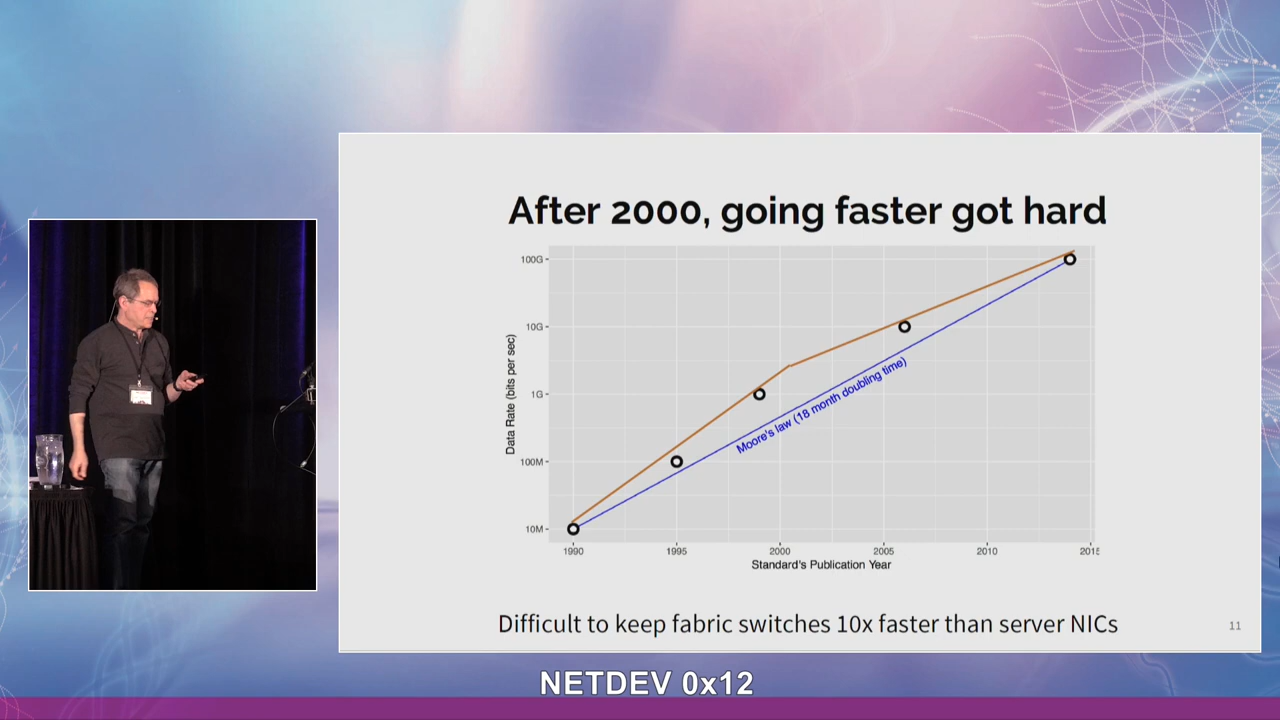 After 2000, going faster got hard
100G
10G
1G
100M
10M
Data Rate (bits per sec)
Moore's law (18 month doubling time)
1990
1995
2000
2005
2010
2015
Standard's Publication Year
Difficult to keep fabric switches 10x faster than server NICs
11
NETDEV 0x12